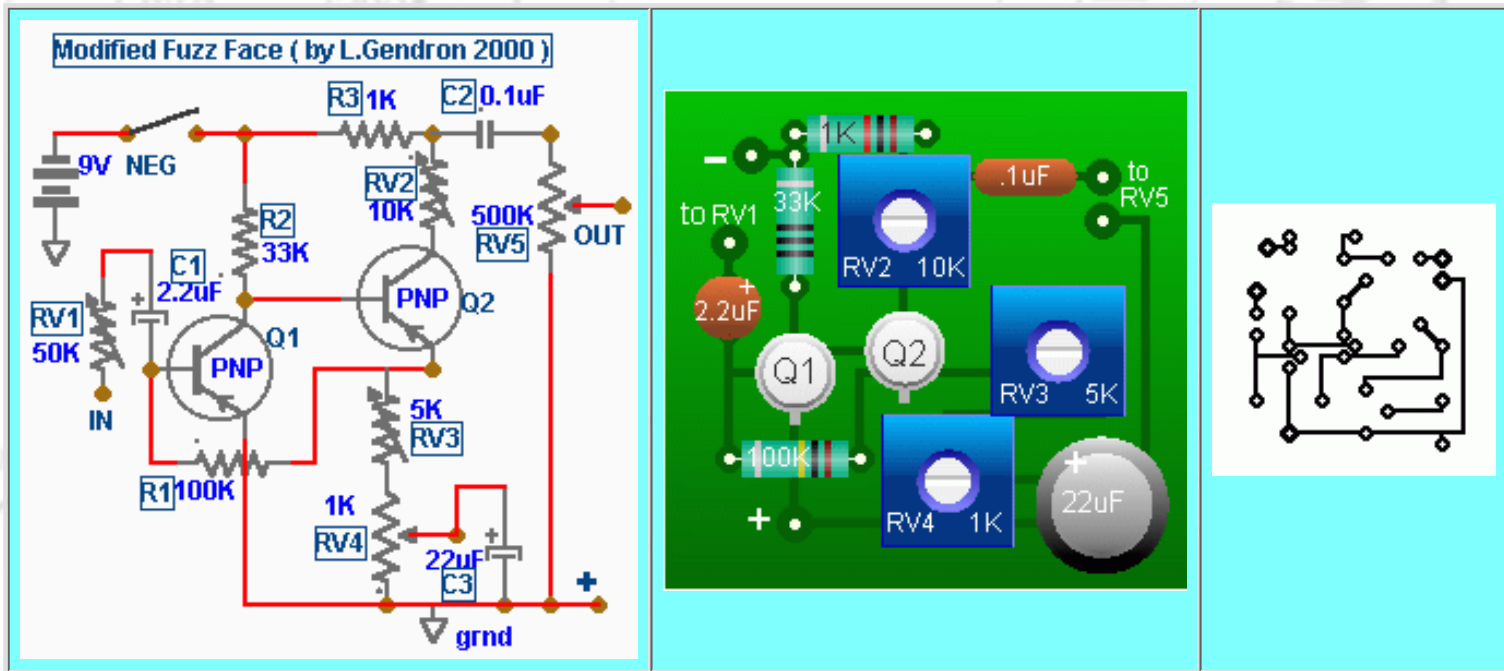 Modified Fuzz Face ( by L.Gendron 2000 )
R3 1K
C2 0.1uF
9V NEG
RV2
10K
R2
33K
500K
RV5
OUT
C1
2.2uF
PNP
Q2
RV1
50K
Q1
PNP
IN
5K
RV3
R1 100K
1K
RV4
22uF
C3
+
+
+
grnd
1K
-
.1uF
to
RV5
to RV1
33K
RV2 10K
+
2.2uF
Q1
Q2
RV3 5K
100K
+
RV4 1K
+
22uF